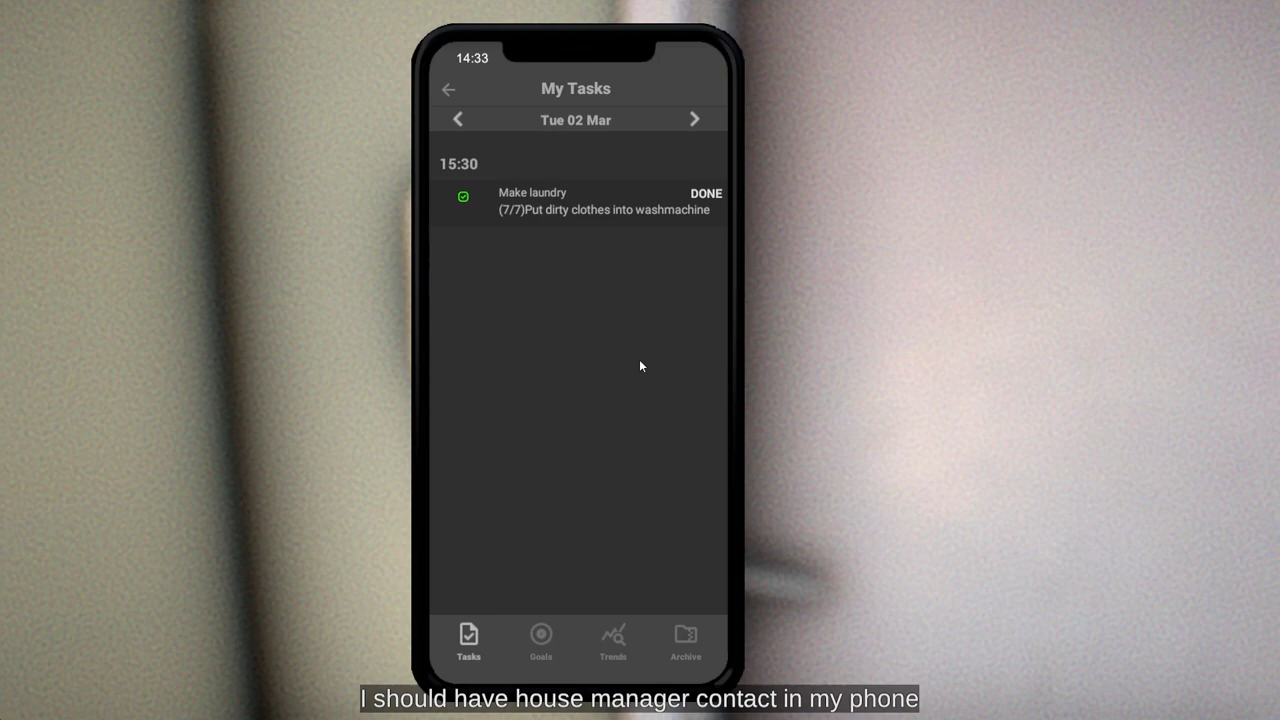 14:33
My Tasks
Tue 02 Mar
15:30
Make laundry DONE
(7/7)Put dirty clothes into washmachine
Tasks Goals Trends Archive
I should have house manager contact in my phone